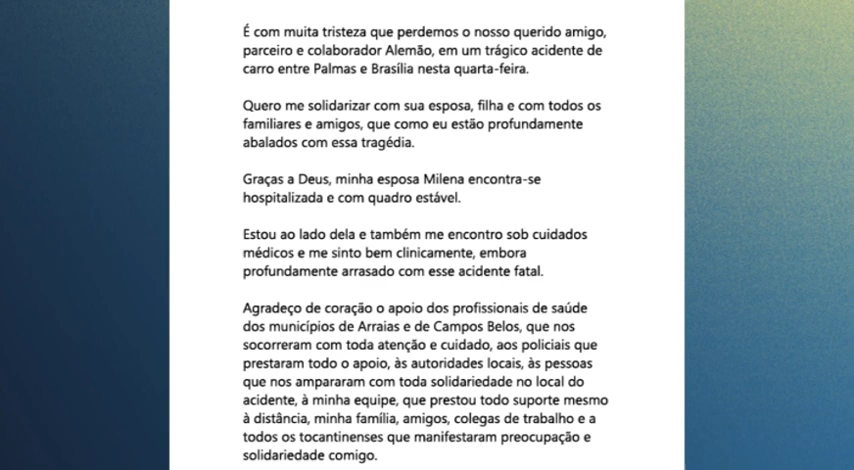 É com muita tristeza que perdemos o nosso querido amigo,
parceiro e colaborador Alemão, em um trágico acidente de
carro entre Palmas e Brasília nesta quarta-feira.
Quero me solidarizar com sua esposa, filha e com todos os
familiares e amigos, que como eu estão profundamente
abalados com essa tragédia.
Graças a Deus, minha esposa Milena encontra-se
hospitalizada e com quadro estável.
Estou ao lado dela e também me encontro sob cuidados
médicos e me sinto bem clinicamente, embora
profundamente arrasado com esse acidente fatal.
Agradeço de coração o apoio dos profissionais de saúde
dos municípios de Arraias e de Campos Belos, que nos
socorreram com toda atenção e cuidado, aos policiais que
prestaram todo o apoio, às autoridades locais, às pessoas
que nos ampararam com toda solidariedade no local do
acidente, à minha equipe, que prestou todo suporte mesmo
à distância, minha família, amigos, colegas de trabalho e a
todos os tocantinenses que manifestaram preocupação e
solidariedade comigo.